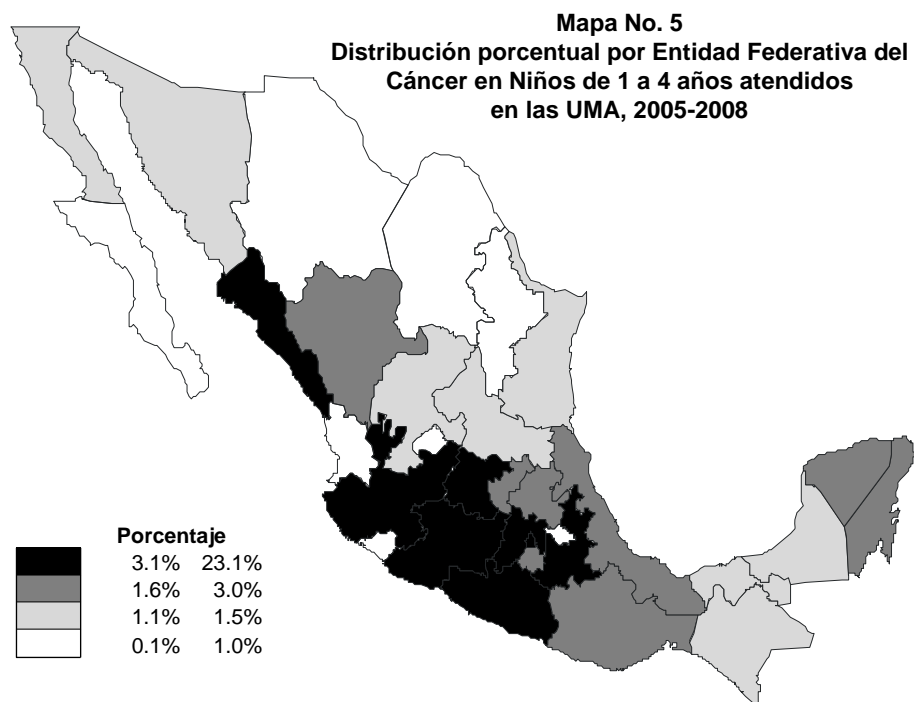 Mapa No. 5
Distribución porcentual por Entidad Federativa del
Cáncer en Niños de 1 a 4 años atendidos
en las UMA, 2005-2008
Porcentaje
3.1% 23.1%
1.6% 3.0%
1.1% 1.5%
0.1% 1.0%